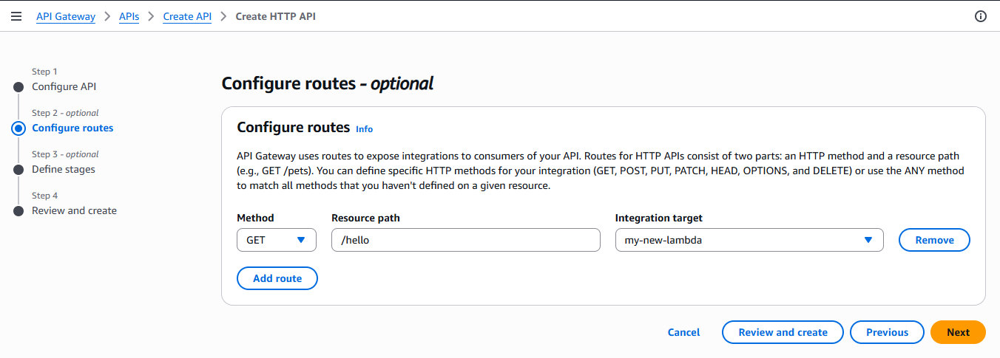 API Gateway > APIs > Create API > Create HTTP API
Step 1
Configure API
Step 2 - optional
Configure routes
Step 3 - optional
Define stages
Step 4
Review and create
Configure routes - optional
Configure routes Info
API Gateway uses routes to expose integrations to consumers of your API. Routes for HTTP APIs consist of two parts: an HTTP method and a resource path
(e.g., GET /pets). You can define specific HTTP methods for your integration (GET, POST, PUT, PATCH, HEAD, OPTIONS, and DELETE) or use the ANY method
to match all methods that you haven't defined on a given resource.
Method Resource path Integration target
GET /hello my-new-lambda Remove
Add route
Cancel Review and create Previous Next